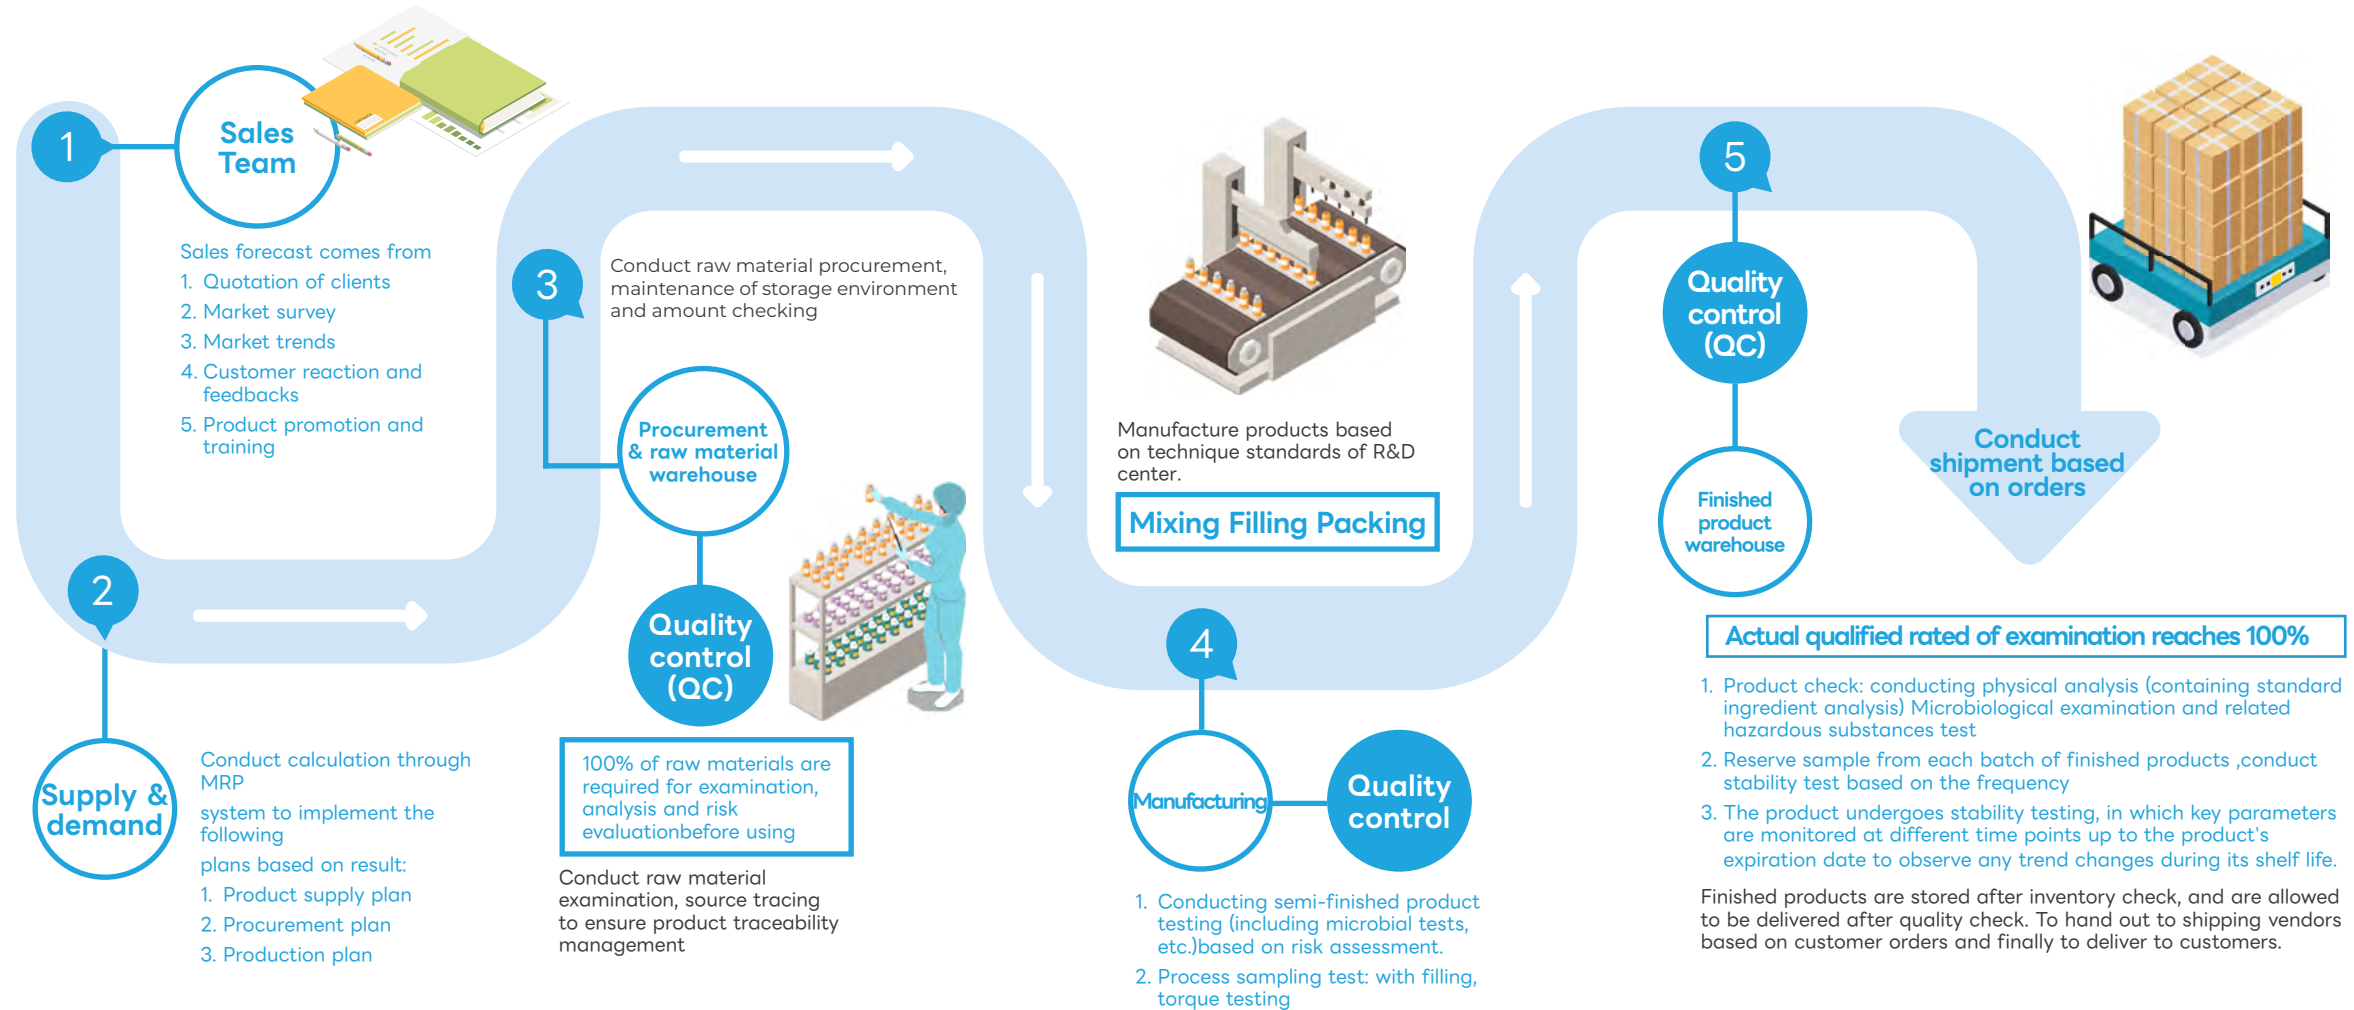 1
Sales
Team
Sales forecast comes from
1. Quotation of clients
2. Market survey
3. Market trends
4. Customer reaction and
feedbacks
5. Product promotion and
training
2
Supply &
demand
Conduct calculation through
MRP
system to implement the
following
plans based on result:
1. Product supply plan
2. Procurement plan
3. Production plan
3
Conduct raw material procurement,
maintenance of storage environment
and amount checking
Procurement
& raw material
warehouse
Quality
control
(QC)
100% of raw materials are
required for examination,
analysis and risk
evaluationbefore using
Conduct raw material
examination, source tracing
to ensure product traceability
management
Manufacture products based
on technique standards of R&D
center.
Mixing Filling Packing
4
Manufacturing
Quality
control
1. Conducting semi-finished product
testing (including microbial tests,
etc.)based on risk assessment.
2. Process sampling test: with filling,
torque testing
5
Quality
control
(QC)
Finished
product
warehouse
Conduct
shipment based
on orders
Actual qualified rated of examination reaches 100%
1. Product check: conducting physical analysis (containing standard
ingredient analysis) Microbiological examination and related
hazardous substances test
2. Reserve sample from each batch of finished products ,conduct
stability test based on the frequency
3. The product undergoes stability testing, in which key parameters
are monitored at different time points up to the product's
expiration date to observe any trend changes during its shelf life.
Finished products are stored after inventory check, and are allowed
to be delivered after quality check. To hand out to shipping vendors
based on customer orders and finally to deliver to customers.